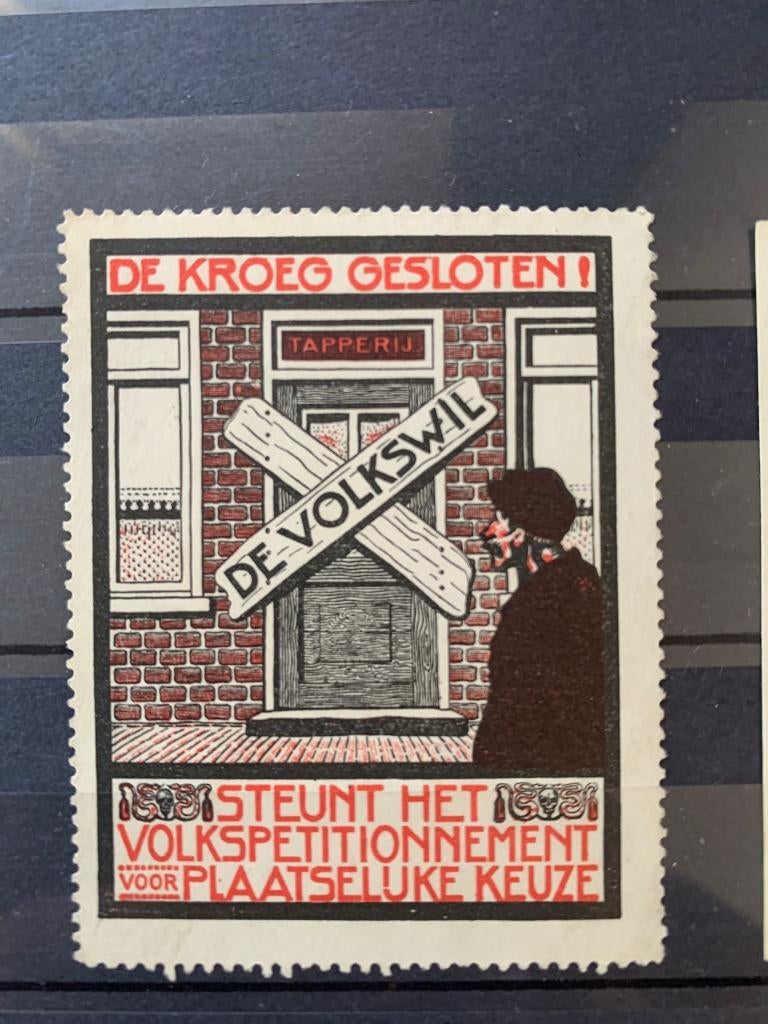 DE KROEG GESLOTEN!
TAPPERIJ
DE VOLKSWIL
STEUNT HET
VOLKSPETITIONNEMENT
VOOR PLAATSELIJKE KEUZE